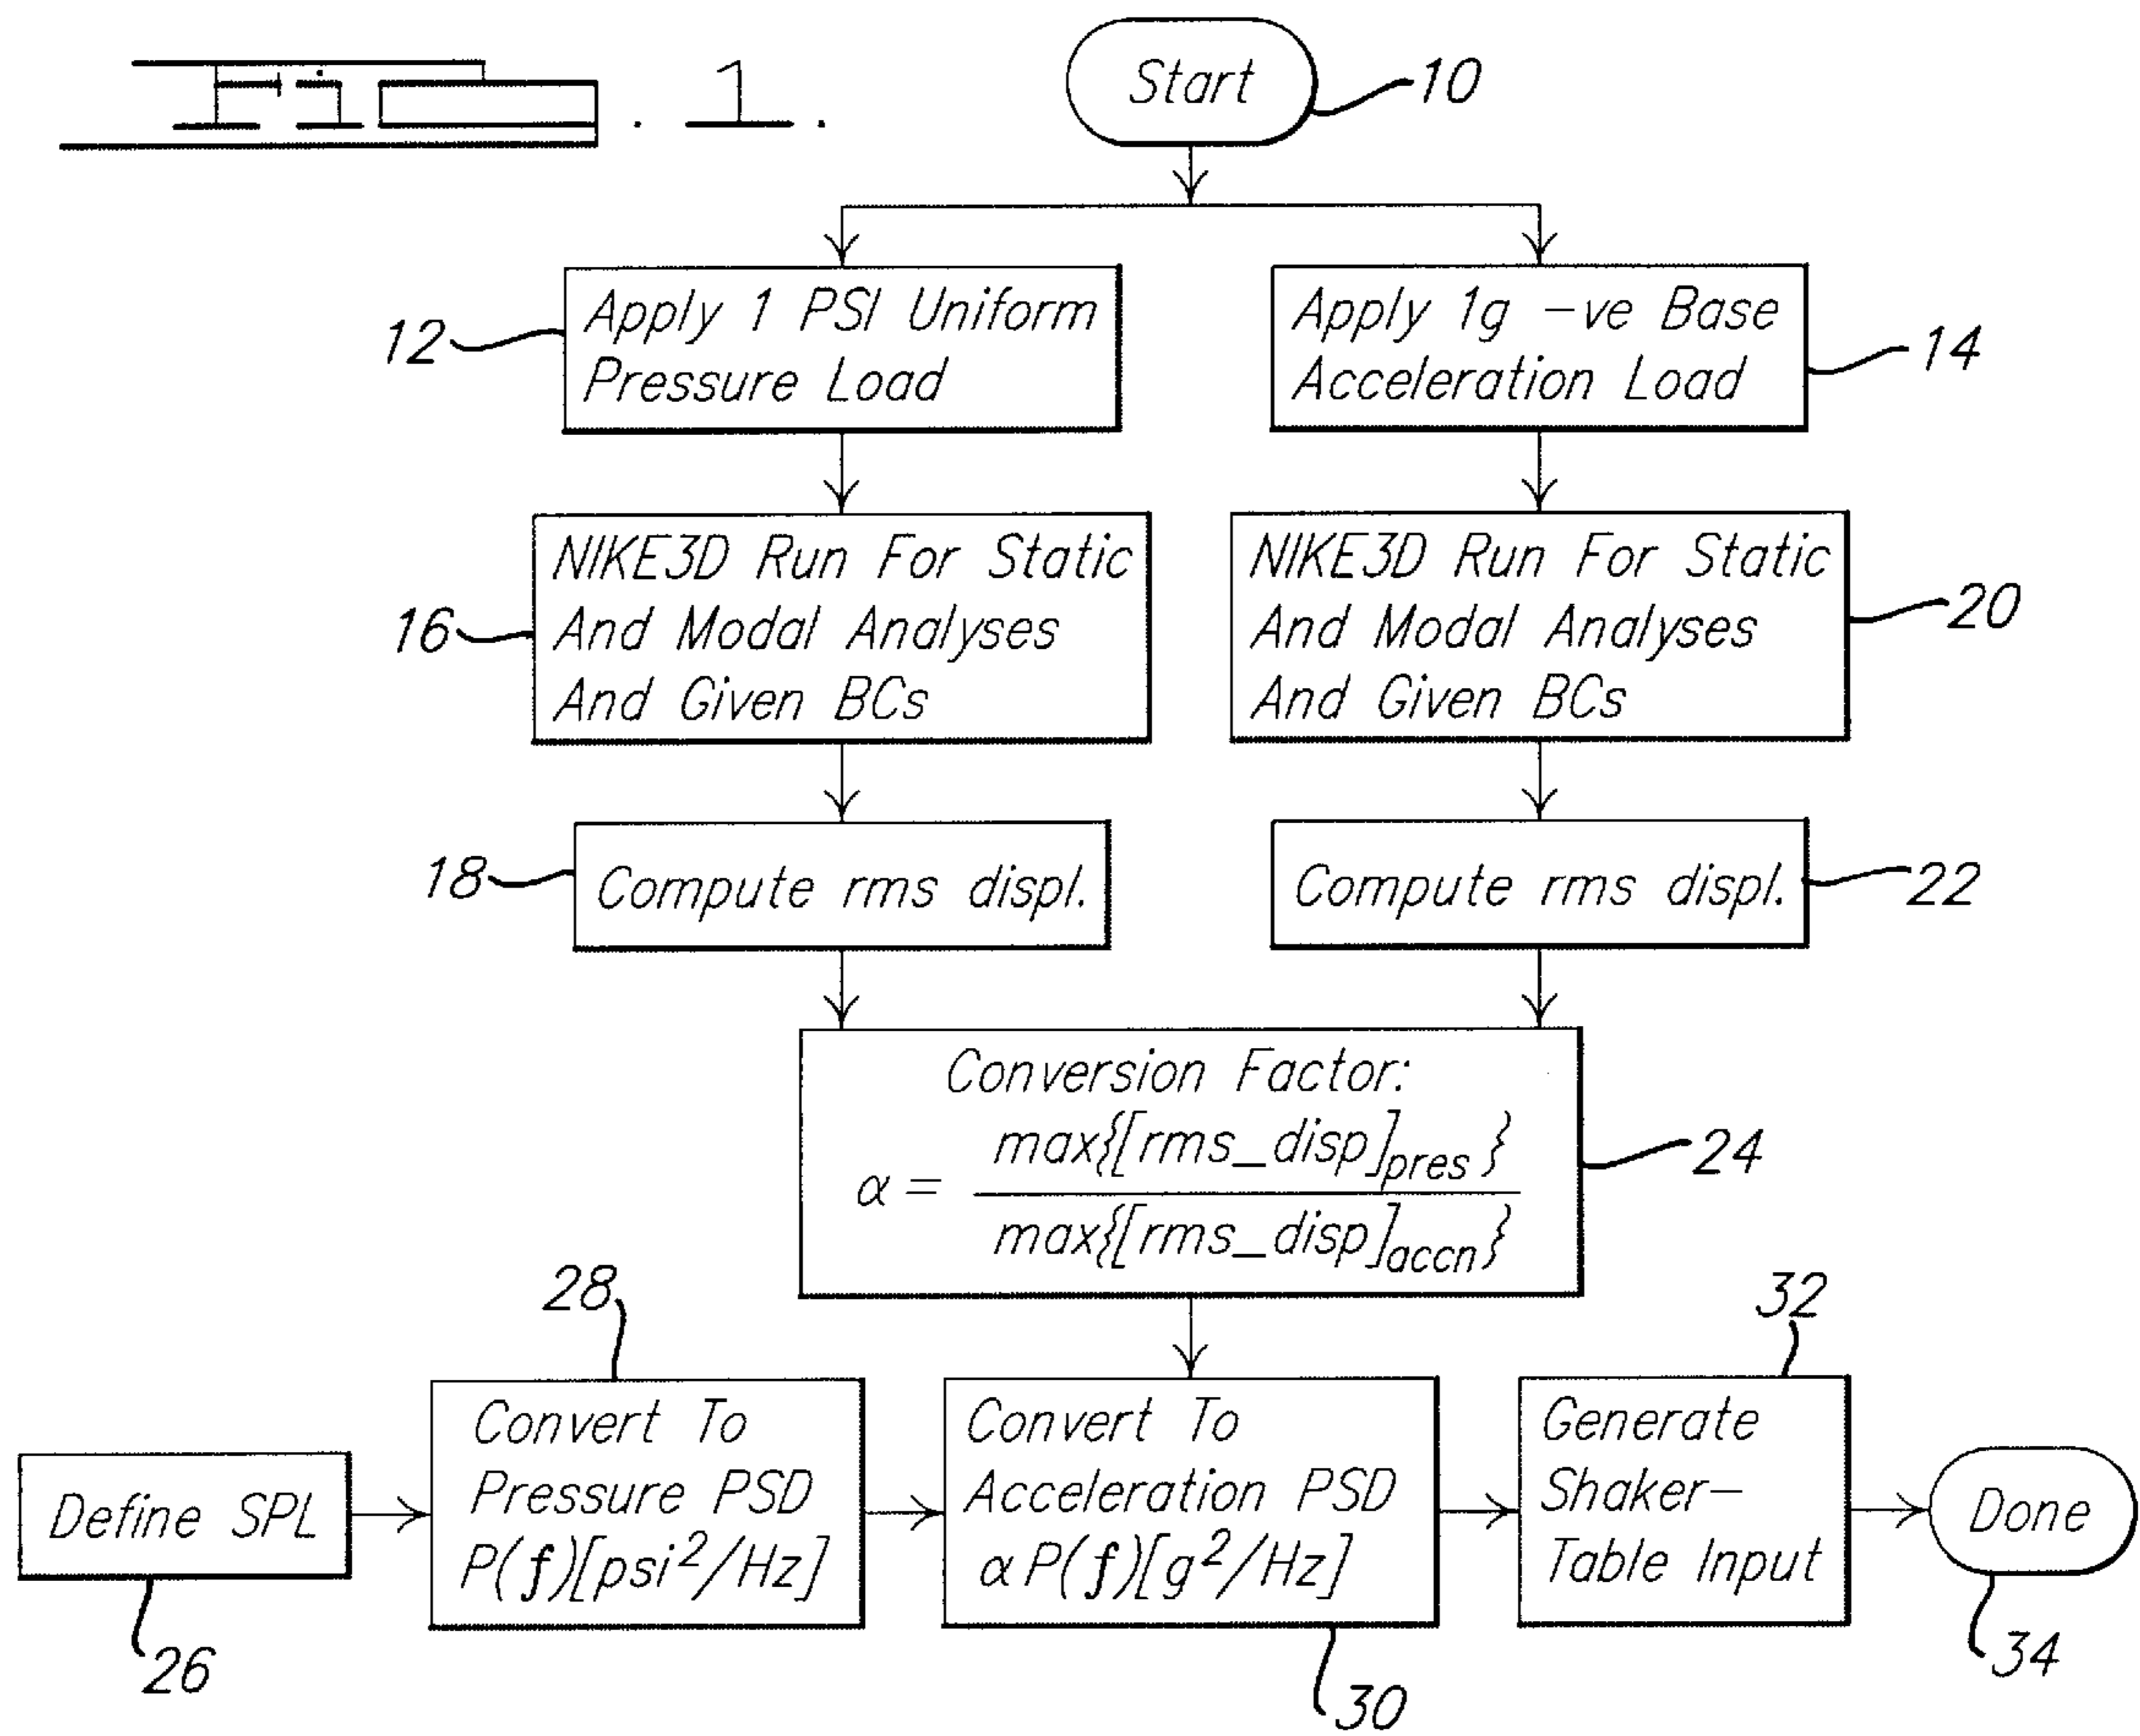 Fig. 1.
Start
10
Apply 1 PSI Uniform
Pressure Load
12
Apply 1g -ve Base
Acceleration Load
14
NIKE3D Run For Static
And Modal Analyses
And Given BCs
16
NIKE3D Run For Static
And Modal Analyses
And Given BCs
20
Compute rms displ.
18
Compute rms displ.
22
Conversion Factor:
α = max{[rms_disp]pres}
max{[rms_disp]accn}
24
Define SPL
26
28
Convert To
Pressure PSD
P(f)[psi²/Hz]
Convert To
Acceleration PSD
α P(f)[g²/Hz]
30
32
Generate
Shaker-
Table Input
Done
34